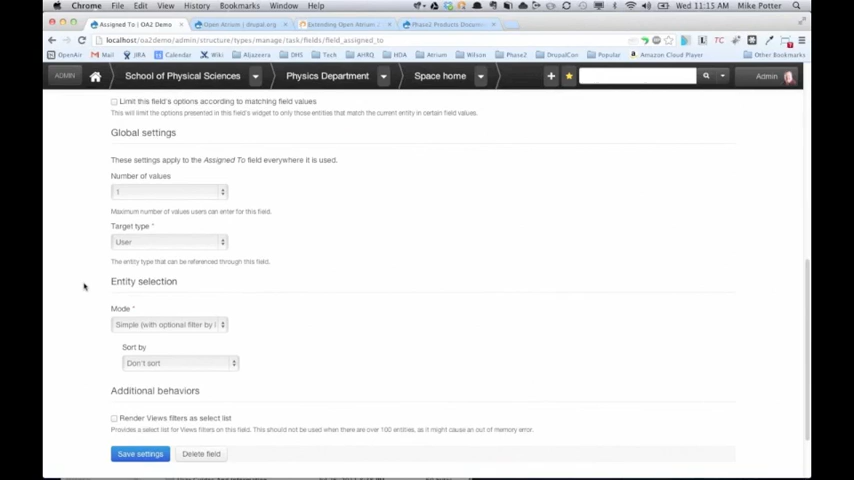 Chrome File Edit View History Bookmarks Window Help Wed 11:15 AM Mike Potter
Assigned To | OA2 Demo Open Atrium | drupal.org Extending Open Atrium Phase2 Products Docume
localhost/oa2demo/admin/structure/types/manage/task/fields/field_assigned_to
OpenAir Mail JIRA Calendar Wiki Allazeera DHS Tech AHRQ HDH Atrium Wilson Phase2 DrupalCon Popular Amazon Cloud Player Other Bookmarks
ADMIN School of Physical Sciences Physics Department Space home Admin
Limit this field's options according to matching field values
This will limit the options presented in this field's widget to only those entities that match the current entity in certain field values.
Global settings
These settings apply to the Assigned To field everywhere it is used.
Number of values
1
Maximum number of values users can enter for this field.
Target type *
User
The entity type that can be referenced through this field.
Entity selection
Mode *
Simple (with optional filter by
Sort by
Don't sort
Additional behaviors
Render Views filters as select list
Provides a select list for Views filters on this field. This should not be used when there are over 100 entities, as it might cause an out of memory error.
Save settings Delete field